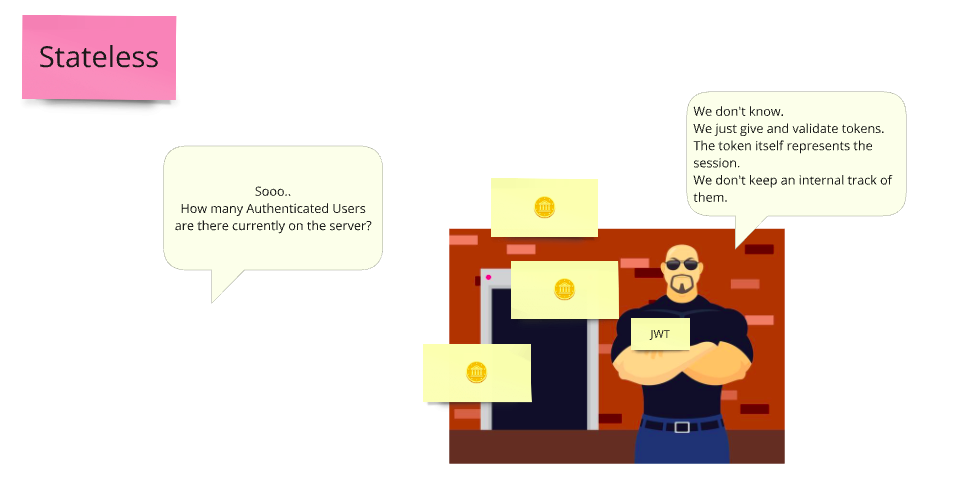 Stateless
Sooo..
How many Authenticated Users
are there currently on the server?
We don't know.
We just give and validate tokens.
The token itself represents the
session.
We don't keep an internal track of
them.
JWT